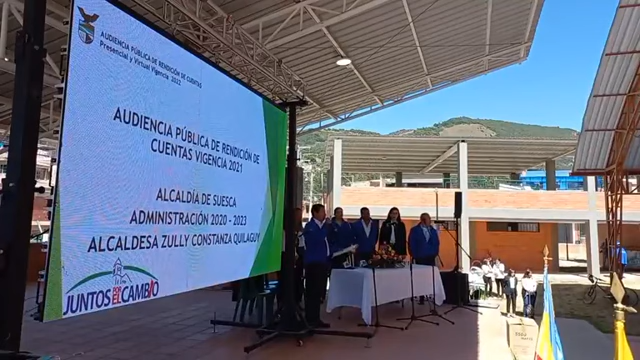 AUDIENCIA PÚBLICA DE RENDICIÓN DE CUENTAS
Presencial y Virtual Vigencia 2022
AUDIENCIA PÚBLICA DE RENDICIÓN DE
CUENTAS VIGENCIA 2021
ALCALDÍA DE SUESCA
ADMINISTRACIÓN 2020 - 2023
ALCALDESA ZULLY CONSTANZA QUILAGUY
JUNTOS POR EL CAMBIO